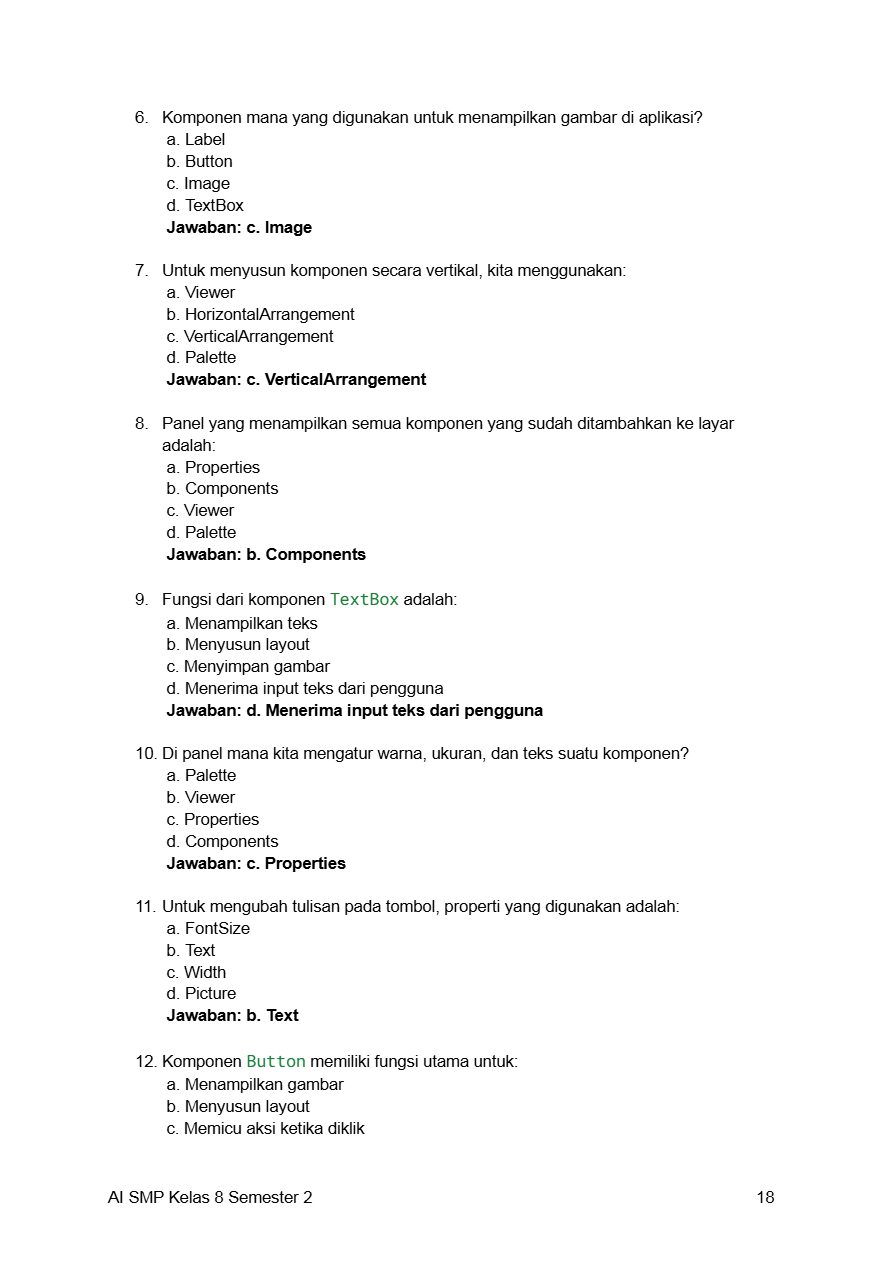 6. Komponen mana yang digunakan untuk menampilkan gambar di aplikasi?
a. Label
b. Button
c. Image
d. TextBox
Jawaban: c. Image
7. Untuk menyusun komponen secara vertikal, kita menggunakan:
a. Viewer
b. HorizontalArrangement
c. VerticalArrangement
d. Palette
Jawaban: c. VerticalArrangement
8. Panel yang menampilkan semua komponen yang sudah ditambahkan ke layar
adalah:
a. Properties
b. Components
c. Viewer
d. Palette
Jawaban: b. Components
9. Fungsi dari komponen TextBox adalah:
a. Menampilkan teks
b. Menyusun layout
c. Menyimpan gambar
d. Menerima input teks dari pengguna
Jawaban: d. Menerima input teks dari pengguna
10. Di panel mana kita mengatur warna, ukuran, dan teks suatu komponen?
a. Palette
b. Viewer
c. Properties
d. Components
Jawaban: c. Properties
11. Untuk mengubah tulisan pada tombol, properti yang digunakan adalah:
a. FontSize
b. Text
c. Width
d. Picture
Jawaban: b. Text
12. Komponen Button memiliki fungsi utama untuk:
a. Menampilkan gambar
b. Menyusun layout
c. Memicu aksi ketika diklik
AI SMP Kelas 8 Semester 2 18